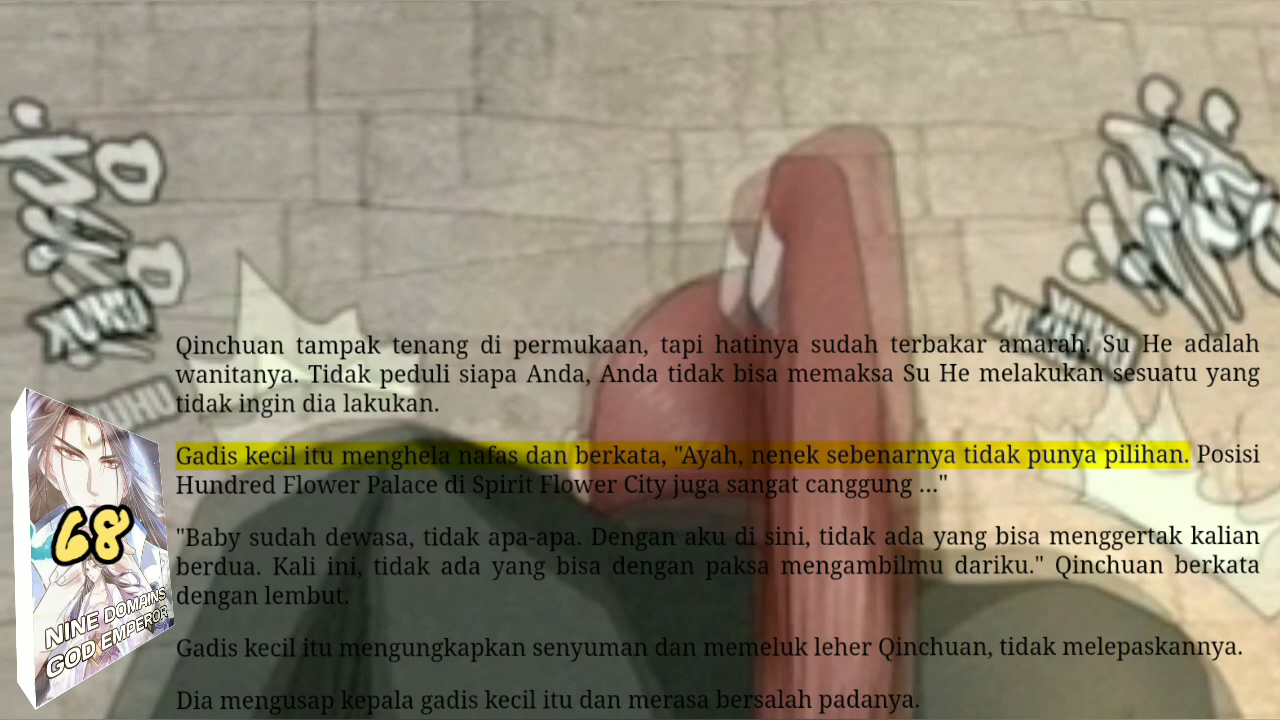 Qinchuan tampak tenang di permukaan, tapi hatinya sudah terbakar amarah. Su He adalah
wanitanya. Tidak peduli siapa Anda, Anda tidak bisa memaksa Su He melakukan sesuatu yang
tidak ingin dia lakukan.
Gadis kecil itu menghela nafas dan berkata, "Ayah, nenek sebenarnya tidak punya pilihan. Posisi
Hundred Flower Palace di Spirit Flower City juga sangat canggung ..."
"Baby sudah dewasa, tidak apa-apa. Dengan aku di sini, tidak ada yang bisa menggertak kalian
berdua. Kali ini, tidak ada yang bisa dengan paksa mengambilmu dariku." Qinchuan berkata
dengan lembut.
Gadis kecil itu mengungkapkan senyuman dan memeluk leher Qinchuan, tidak melepaskannya.
Dia mengusap kepala gadis kecil itu dan merasa bersalah padanya.
68
NINE DOMAINS
GOD EMPEROR